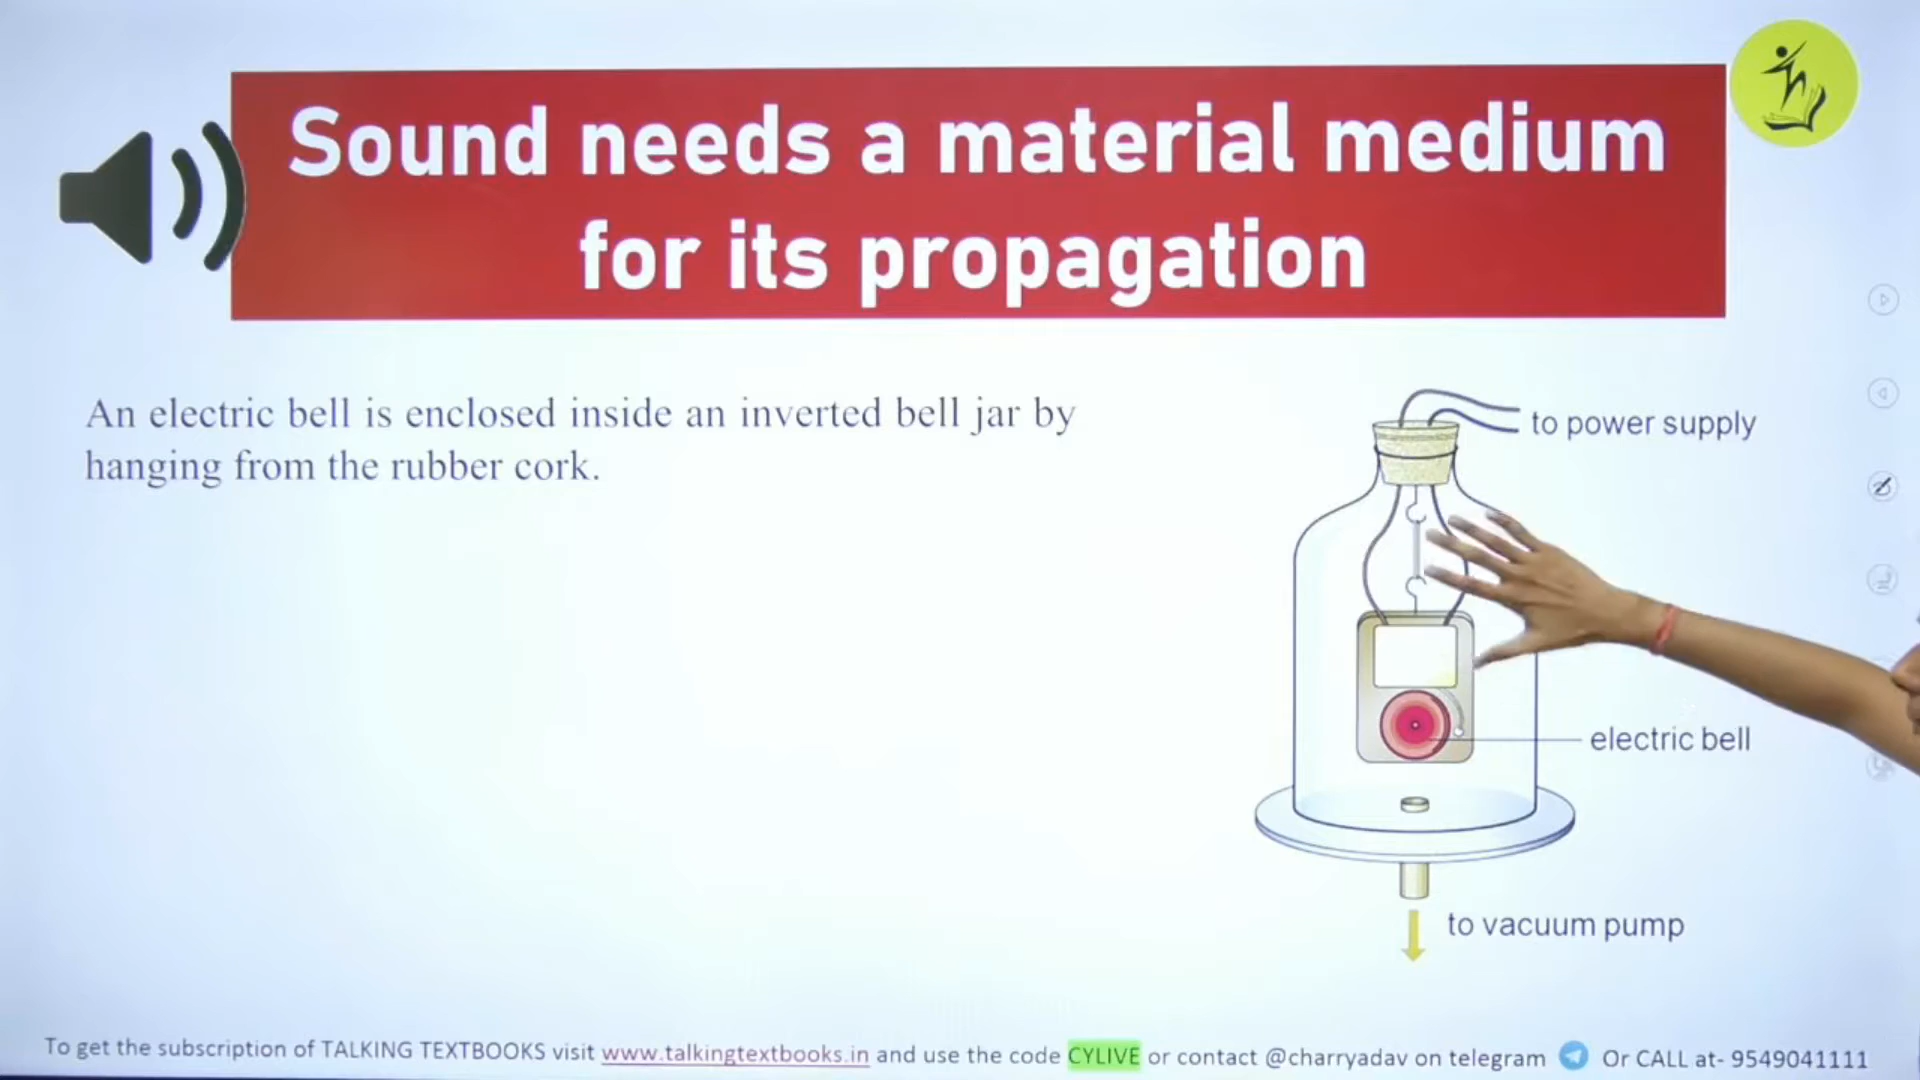 Sound needs a material medium
for its propagation
An electric bell is enclosed inside an inverted bell jar by
hanging from the rubber cork.
to power supply
electric bell
to vacuum pump
To get the subscription of TALKING TEXTBOOKS visit www.talkingtextbooks.in and use the code CYLIVE or contact @charryadav on telegram Or CALL at- 9549041111